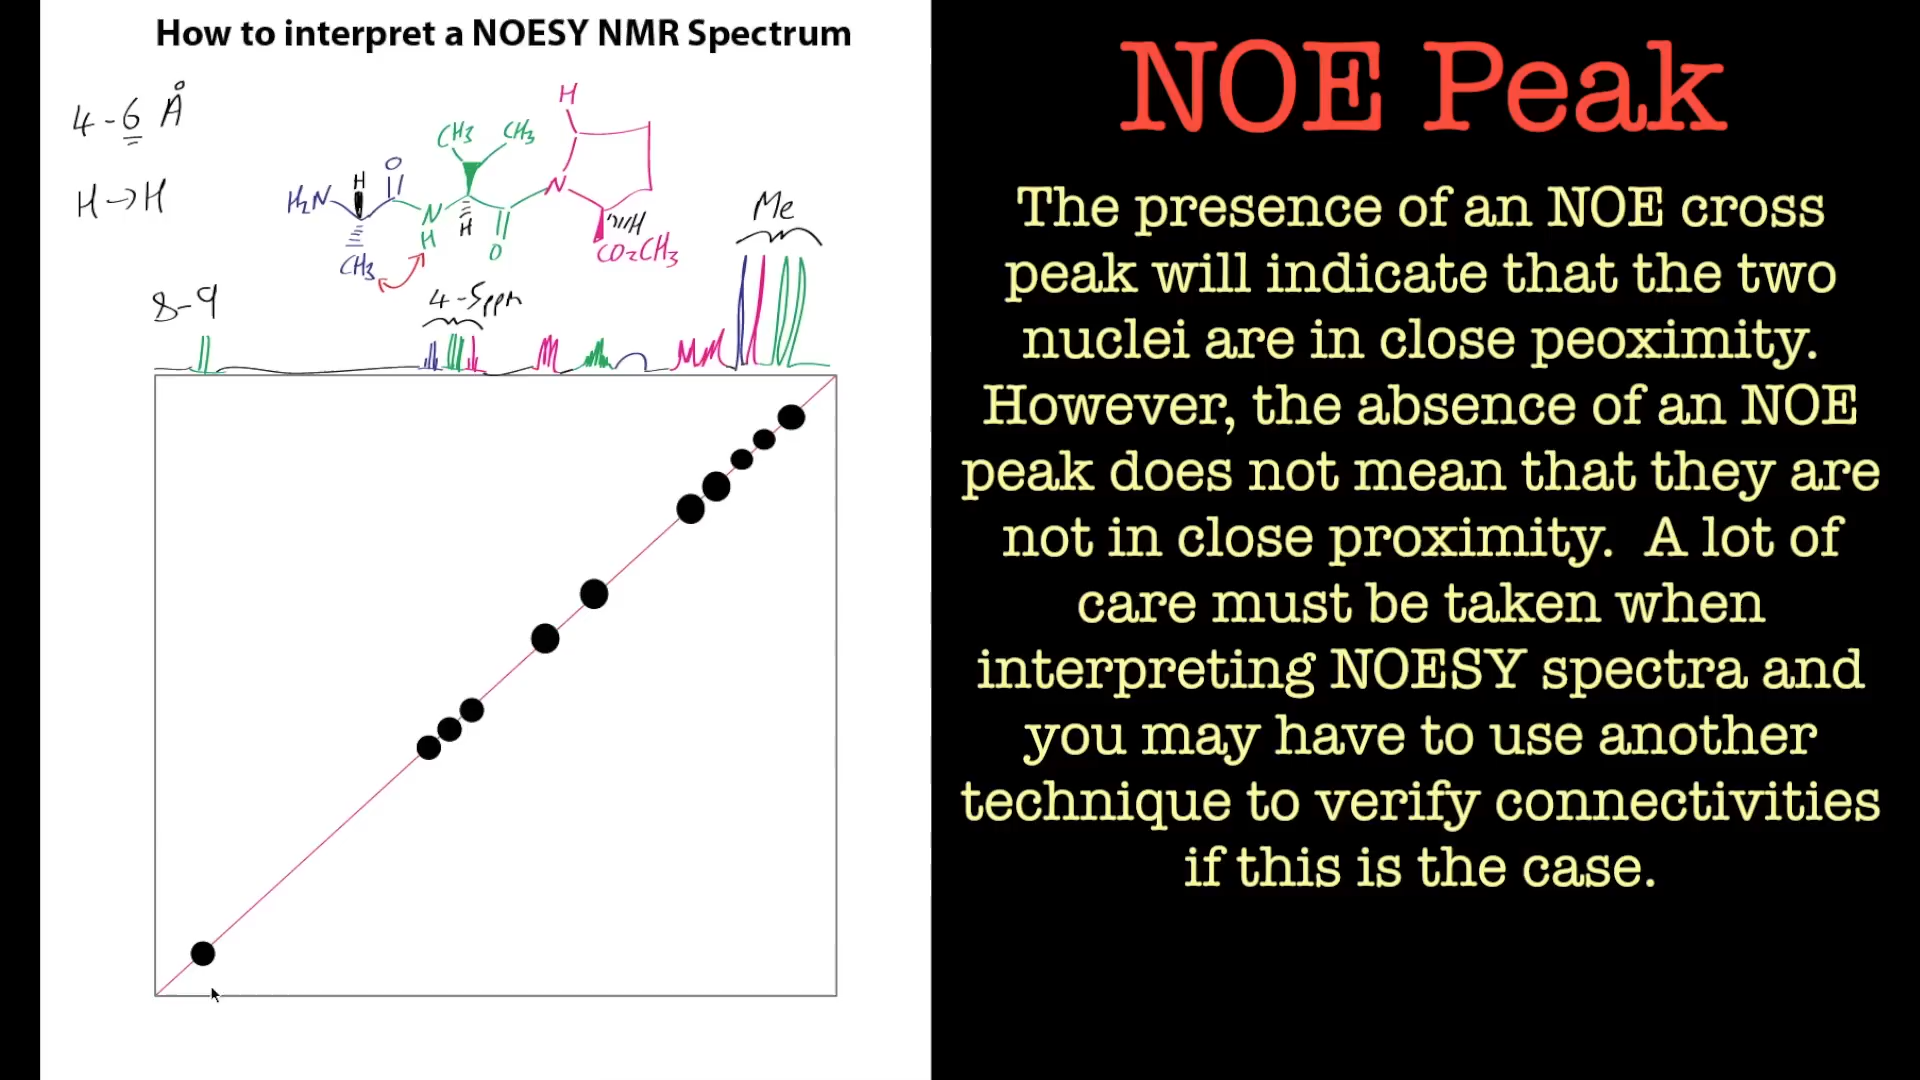 How to interpret a NOESY NMR Spectrum
4-6 Å
H→H
H
CH3 CH3
O
H
H2N
N
N
H
H
H
CH3
O
CO2CH3
Me
8-9
4-5ppm
NOE Peak
The presence of an NOE cross
peak will indicate that the two
nuclei are in close peoximity.
However, the absence of an NOE
peak does not mean that they are
not in close proximity. A lot of
care must be taken when
interpreting NOESY spectra and
you may have to use another
technique to verify connectivities
if this is the case.